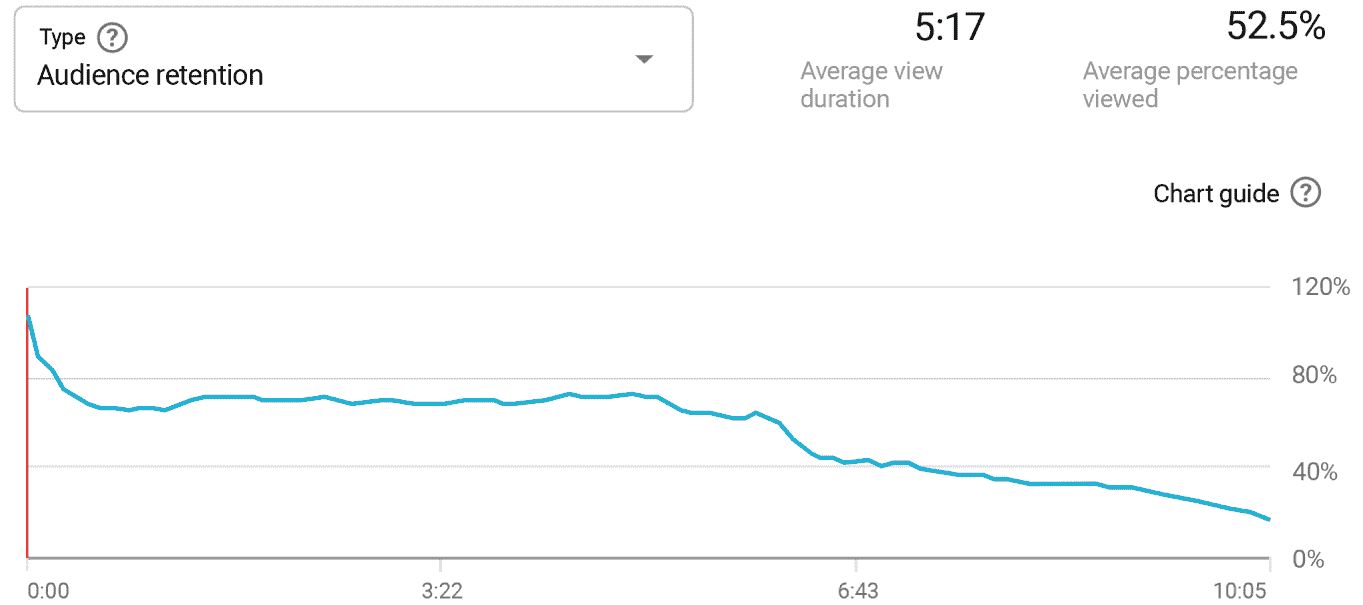 Type ?
Audience retention
5:17
Average view
duration
52.5%
Average percentage
viewed
Chart guide ?
120%
80%
40%
0%
0:00
3:22
6:43
10:05